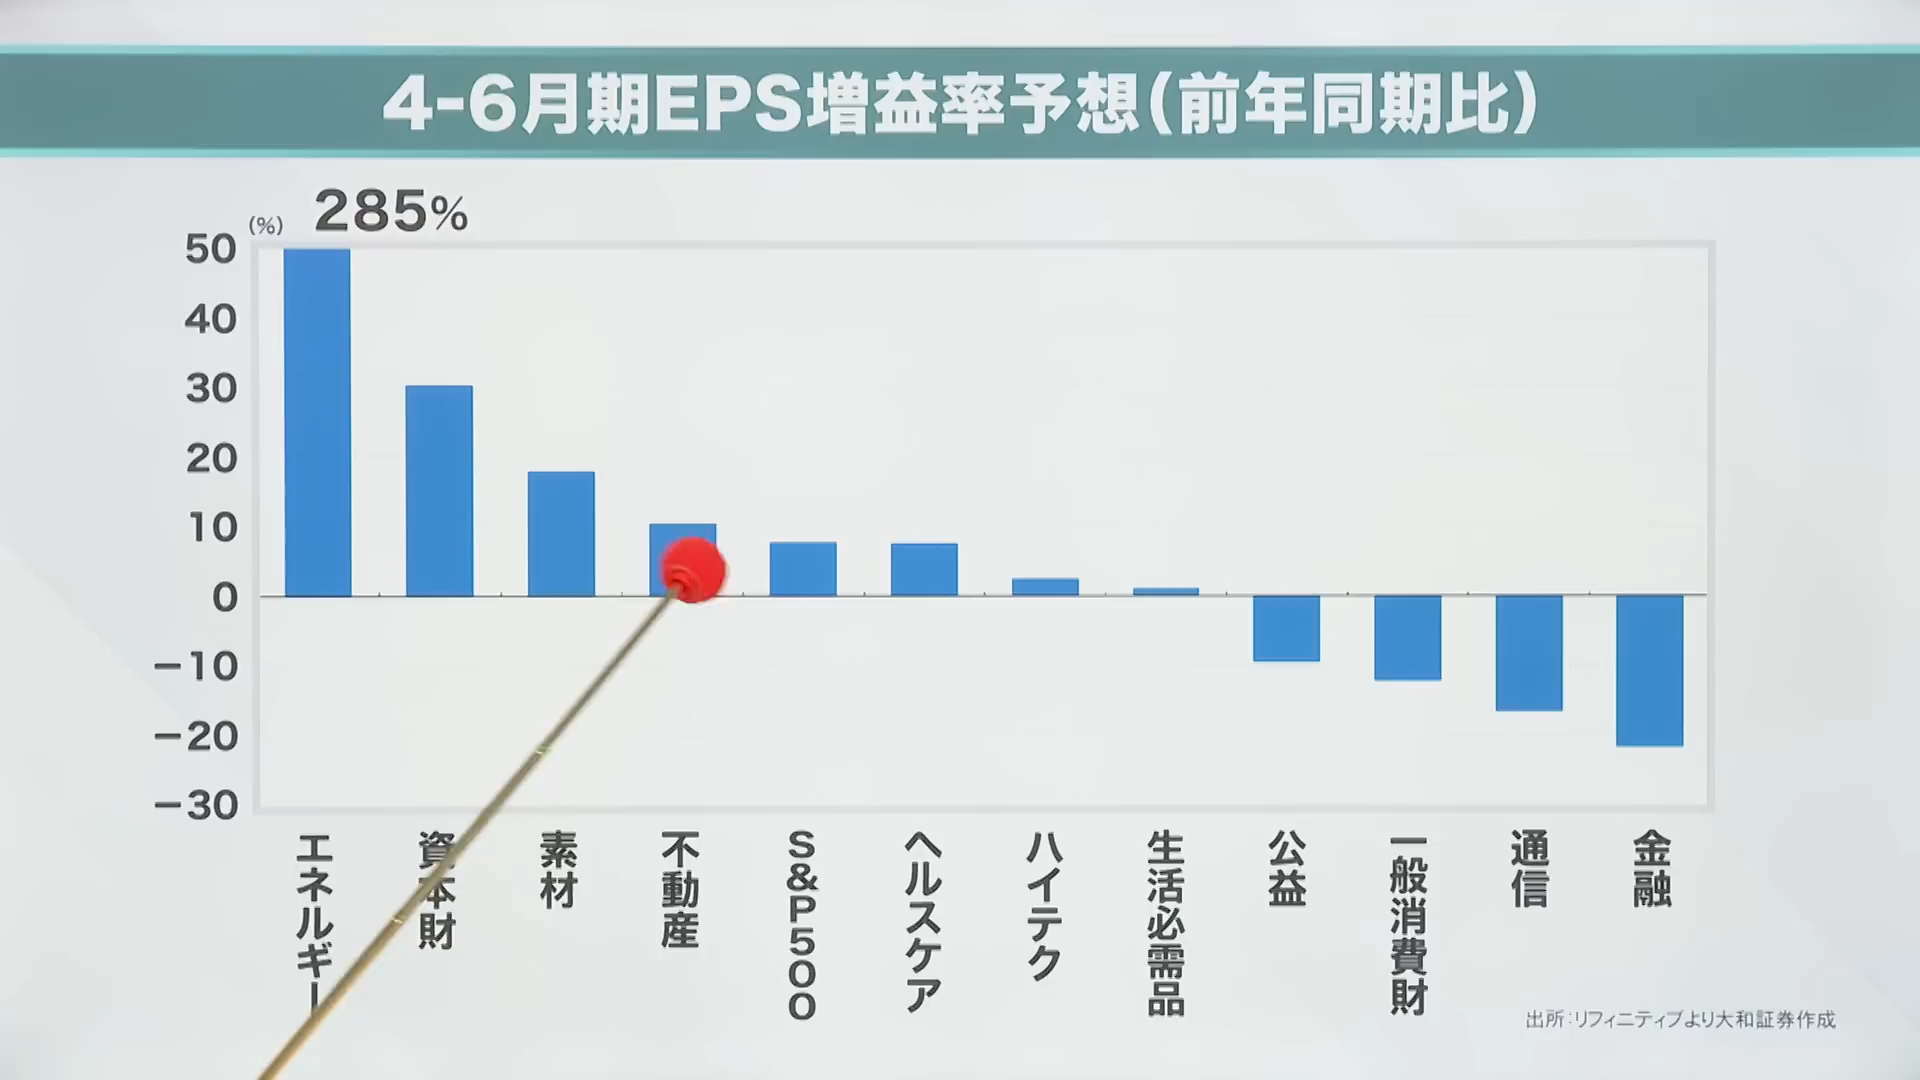 4-6月期EPS増益率予想(前年同期比)
(%)
285%
50
40
30
20
10
0
-10
-20
-30
エネルギー
資本財
素材
不動産
S&P500
ヘルスケア
ハイテク
生活必需品
公益
一般消費財
通信
金融
出所:リフィニティブより大和証券作成